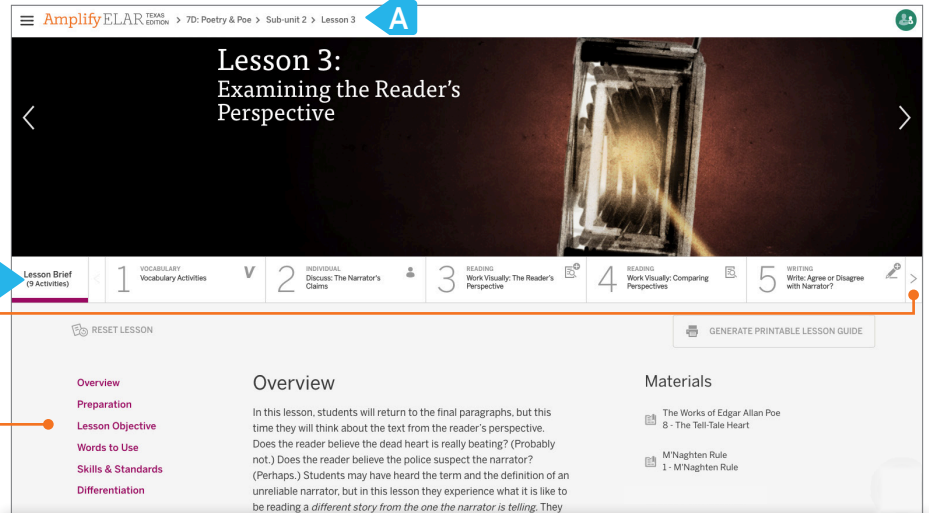 AmplifyELAR TEXAS EDITION > 7D: Poetry & Poe > Sub-unit 2 > Lesson 3
A
Lesson 3:
Examining the Reader's
Perspective
Lesson Brief
(9 Activities)
1
VOCABULARY
Vocabulary Activities
V
2
INDIVIDUAL
Discuss: The Narrator's
Claims
3
READING
Work Visually: The Reader's
Perspective
4
READING
Work Visually: Comparing
Perspectives
5
WRITING
Write: Agree or Disagree
with Narrator?
RESET LESSON
GENERATE PRINTABLE LESSON GUIDE
Overview
Preparation
Lesson Objective
Words to Use
Skills & Standards
Differentiation
Overview
In this lesson, students will return to the final paragraphs, but this
time they will think about the text from the reader's perspective.
Does the reader believe the dead heart is really beating? (Probably
not.) Does the reader believe the police suspect the narrator?
(Perhaps.) Students may have heard the term and the definition of an
unreliable narrator, but in this lesson they experience what it is like to
be reading a different story from the one the narrator is telling. They
Materials
The Works of Edgar Allan Poe
8 - The Tell-Tale Heart
M'Naghten Rule
1 - M'Naghten Rule